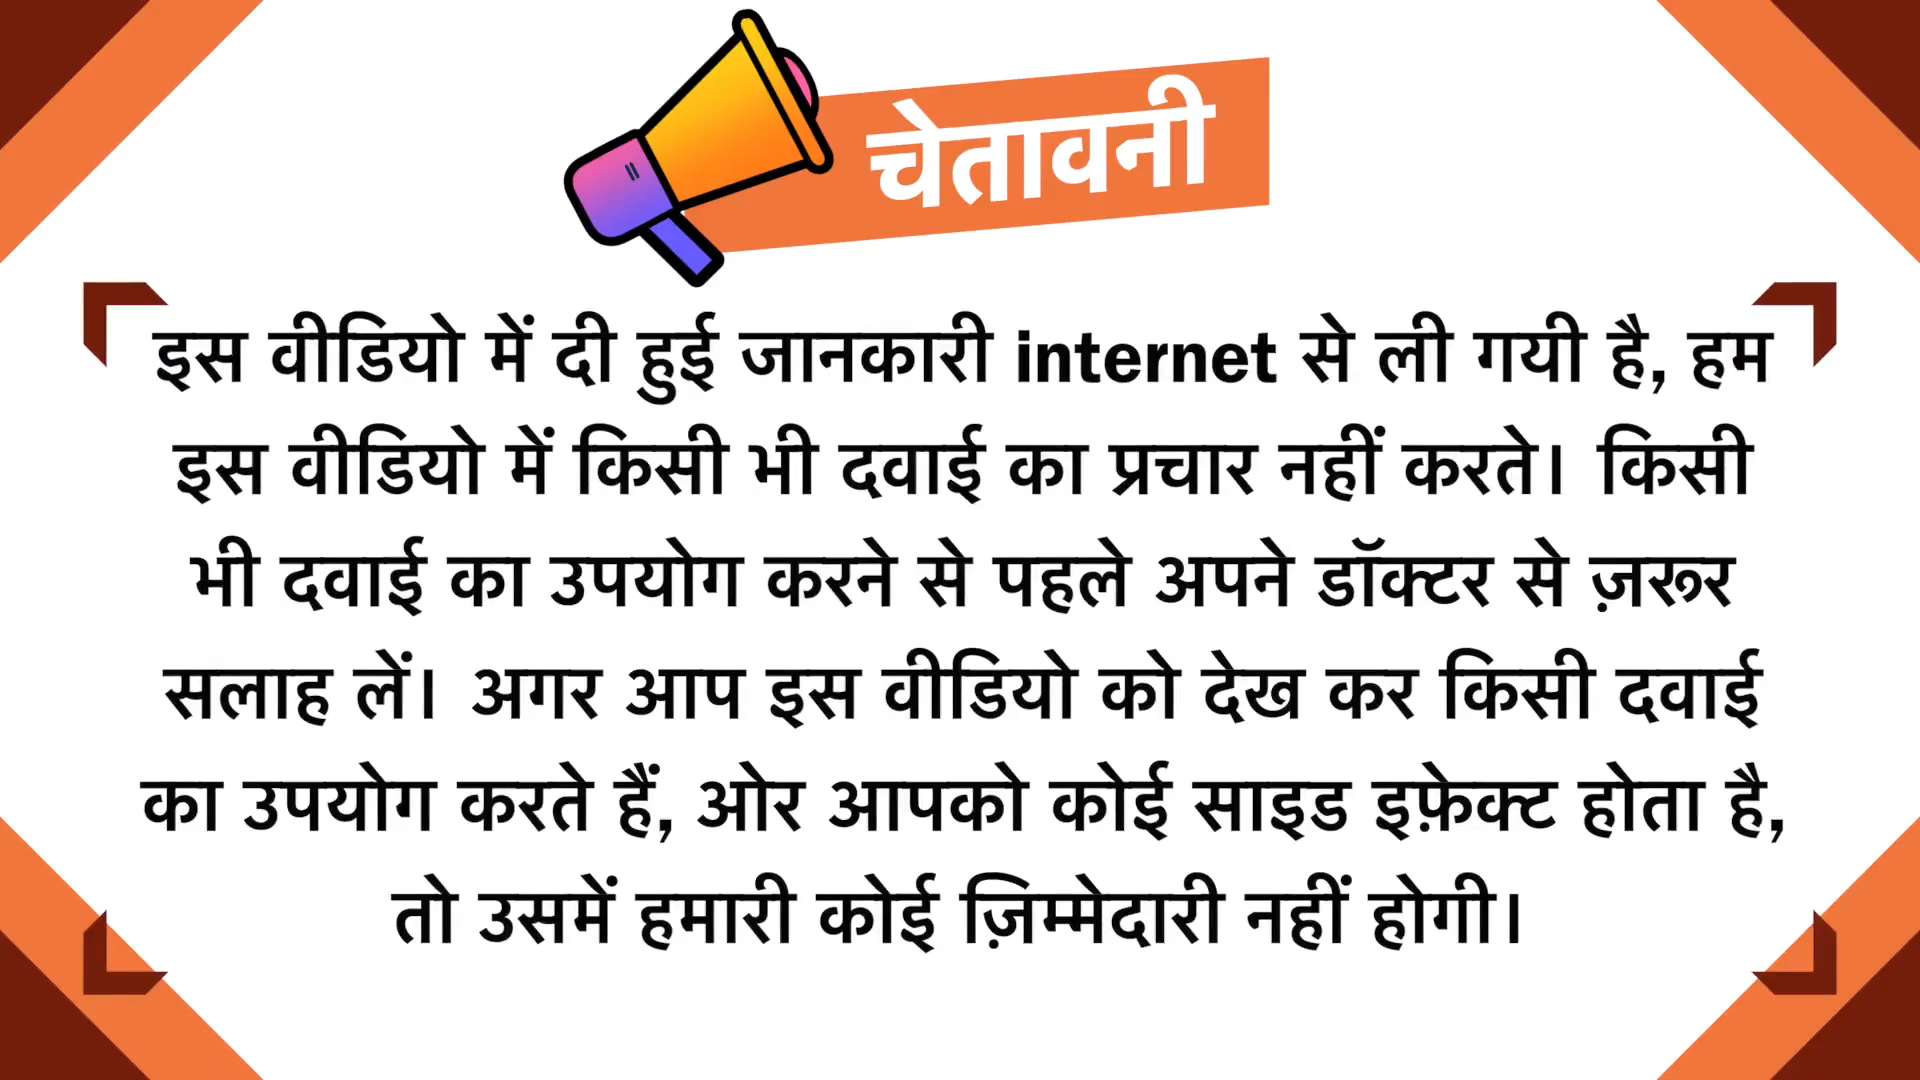 चेतावनी
इस वीडियो में दी हुई जानकारी internet से ली गयी है, हम
इस वीडियो में किसी भी दवाई का प्रचार नहीं करते। किसी
भी दवाई का उपयोग करने से पहले अपने डॉक्टर से ज़रूर
सलाह लें। अगर आप इस वीडियो को देख कर किसी दवाई
का उपयोग करते हैं, ओर आपको कोई साइड इफ़ेक्ट होता है,
तो उसमें हमारी कोई ज़िम्मेदारी नहीं होगी।